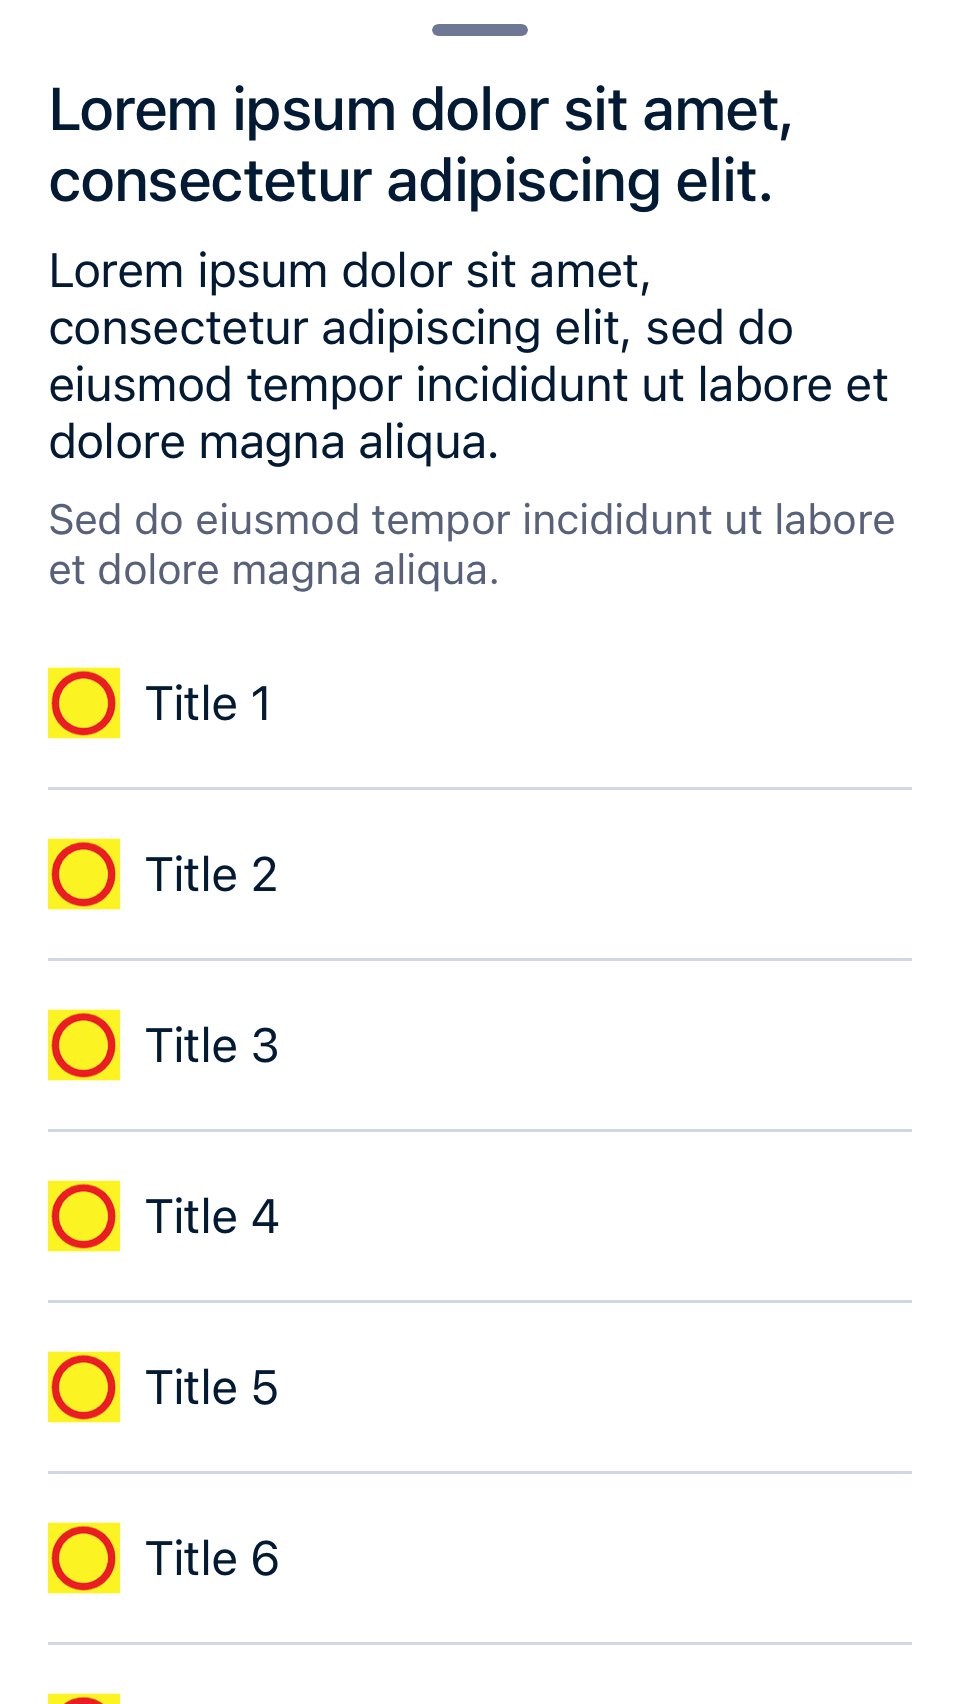 Lorem ipsum dolor sit amet,
consectetur adipiscing elit.
Lorem ipsum dolor sit amet,
consectetur adipiscing elit, sed do
eiusmod tempor incididunt ut labore et
dolore magna aliqua.
Sed do eiusmod tempor incididunt ut labore
et dolore magna aliqua.
Title 1
Title 2
Title 3
Title 4
Title 5
Title 6